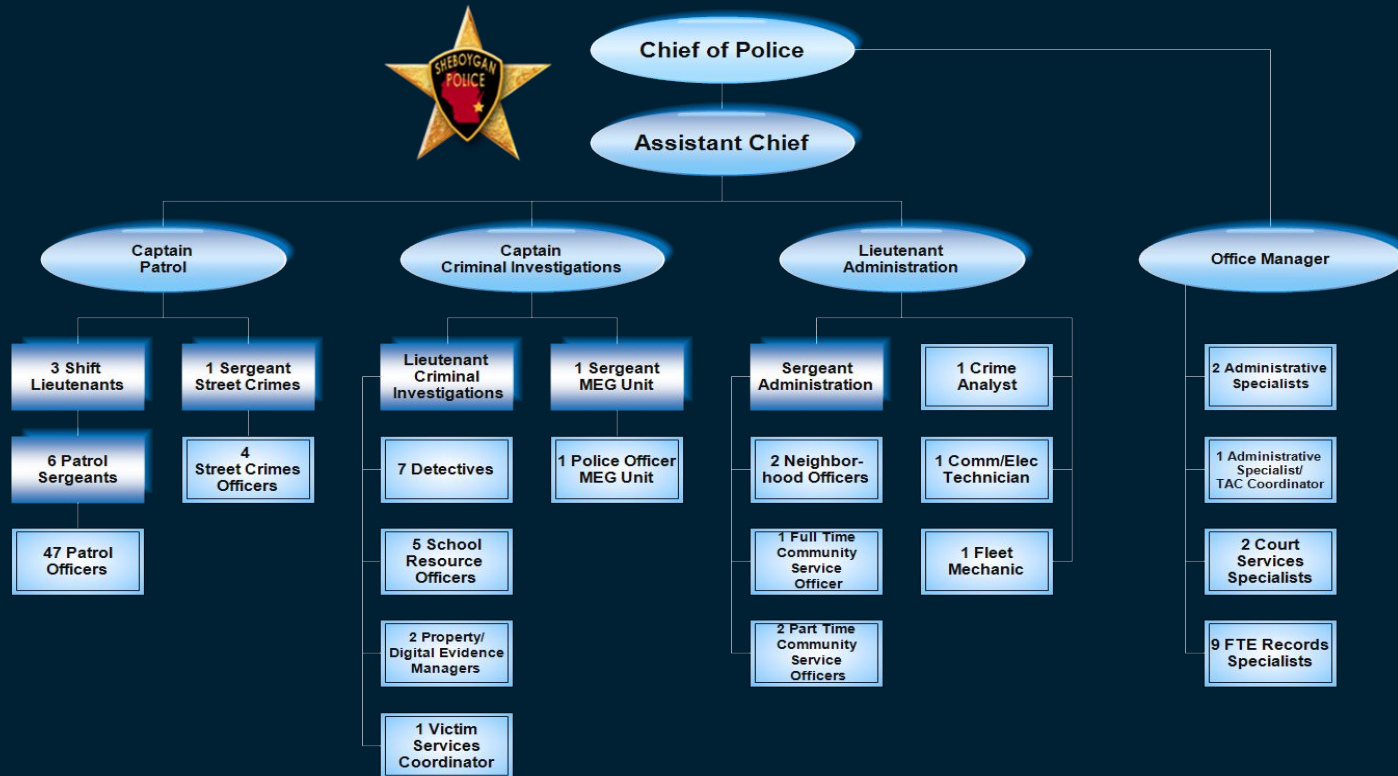 SHEBOYGAN
POLICE
Chief of Police
Assistant Chief
Captain
Patrol
Captain
Criminal Investigations
Lieutenant
Administration
Office Manager
3 Shift
Lieutenants
6 Patrol
Sergeants
47 Patrol
Officers
1 Sergeant
Street Crimes
4
Street Crimes
Officers
Lieutenant
Criminal
Investigations
7 Detectives
5 School
Resource
Officers
2 Property/
Digital Evidence
Managers
1 Victim
Services
Coordinator
1 Sergeant
MEG Unit
1 Police Officer
MEG Unit
Sergeant
Administration
2 Neighbor-
hood Officers
1 Full Time
Community
Service
Officer
2 Part Time
Community
Service
Officers
1 Crime
Analyst
1 Comm/Elec
Technician
1 Fleet
Mechanic
2 Administrative
Specialists
1 Administrative
Specialist/
TAC Coordinator
2 Court
Services
Specialists
9 FTE Records
Specialists